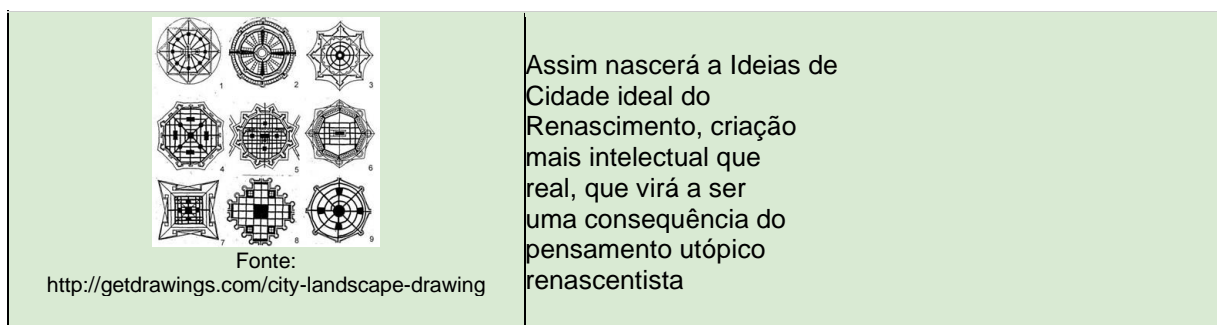 1 2 3
4 5 6
7 8 9
Fonte:
http://getdrawings.com/city-landscape-drawing
Assim nascerá a Ideias de
Cidade ideal do
Renascimento, criação
mais intelectual que
real, que virá a ser
uma consequência do
pensamento utópico
renascentista